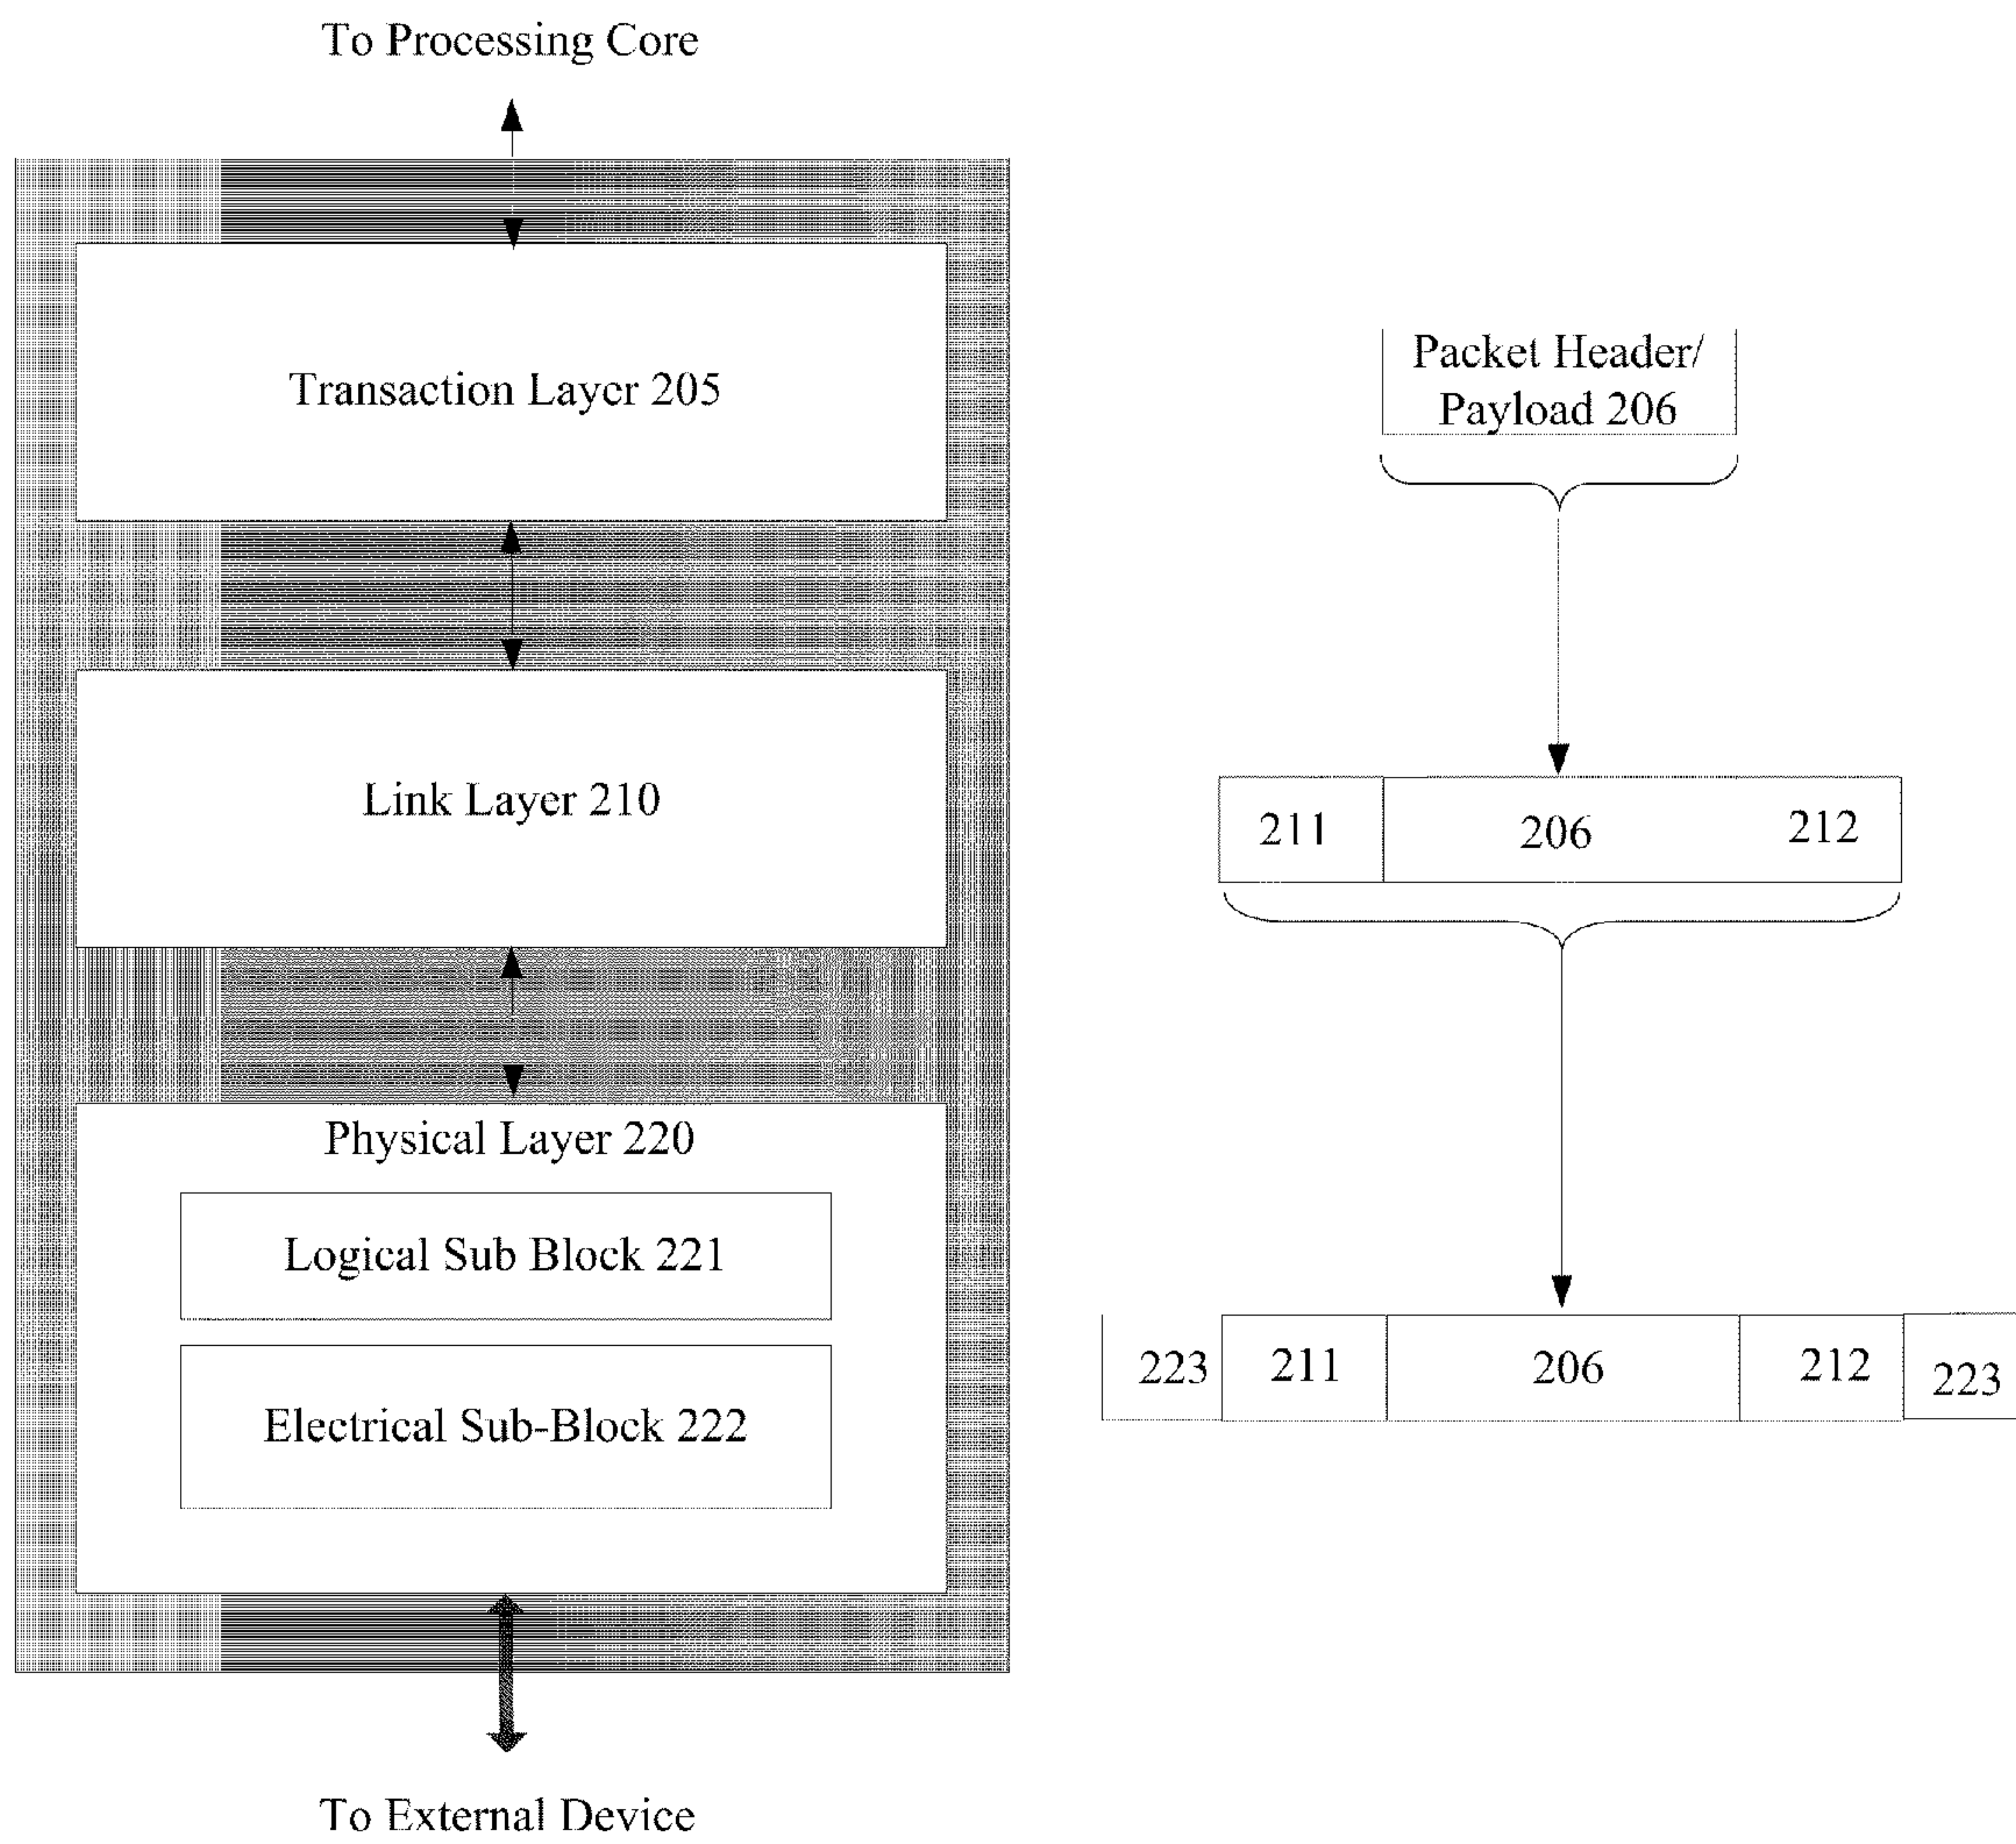 To Processing Core
Transaction Layer 205
Packet Header/
Payload 206
Link Layer 210
211 206 212
Physical Layer 220
Logical Sub Block 221
Electrical Sub-Block 222
223 211 206 212 223
To External Device